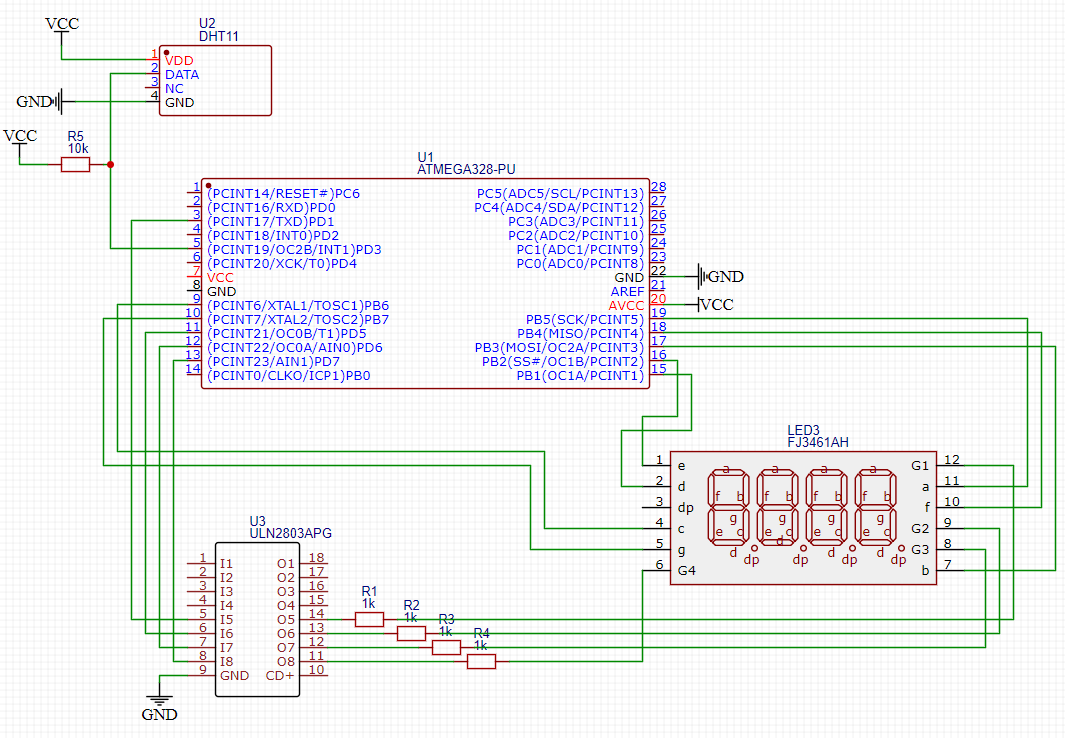 VCC
U2
DHT11
1 VDD
2 DATA
3 NC
4 GND
GND
VCC
R5
10k
U1
ATMEGA328-PU
1 (PCINT14/RESET#)PC6 PC5(ADC5/SCL/PCINT13) 28
2 (PCINT16/RXD)PD0 PC4(ADC4/SDA/PCINT12) 27
3 (PCINT17/TXD)PD1 PC3(ADC3/PCINT11) 26
4 (PCINT18/INT0)PD2 PC2(ADC2/PCINT10) 25
5 (PCINT19/OC2B/INT1)PD3 PC1(ADC1/PCINT9) 24
6 (PCINT20/XCK/T0)PD4 PC0(ADC0/PCINT8) 23
7 VCC GND 22 GND
8 GND AREF 21
9 (PCINT6/XTAL1/TOSC1)PB6 AVCC 20 VCC
10 (PCINT7/XTAL2/TOSC2)PB7 PB5(SCK/PCINT5) 19
11 (PCINT21/OC0B/T1)PD5 PB4(MISO/PCINT4) 18
12 (PCINT22/OC0A/AIN0)PD6 PB3(MOSI/OC2A/PCINT3) 17
13 (PCINT23/AIN1)PD7 PB2(SS#/OC1B/PCINT2) 16
14 (PCINT0/CLKO/ICP1)PB0 PB1(OC1A/PCINT1) 15
LED3
FJ3461AH
1 e G1 12
2 d a 11
3 dp f 10
4 c G2 9
5 g G3 8
6 G4 b 7
a a a a
f b f b f b f b
g g g g
e c e c e c e c
d
d dp dp d dp d dp
U3
ULN2803APG
1 I1 O1 18
2 I2 O2 17
3 I3 O3 16
4 I4 O4 15
5 I5 O5 14
6 I6 O6 13
7 I7 O7 12
8 I8 O8 11
9 GND CD+ 10
R1
1k
R2
1k
R3
1k
R4
1k
GND